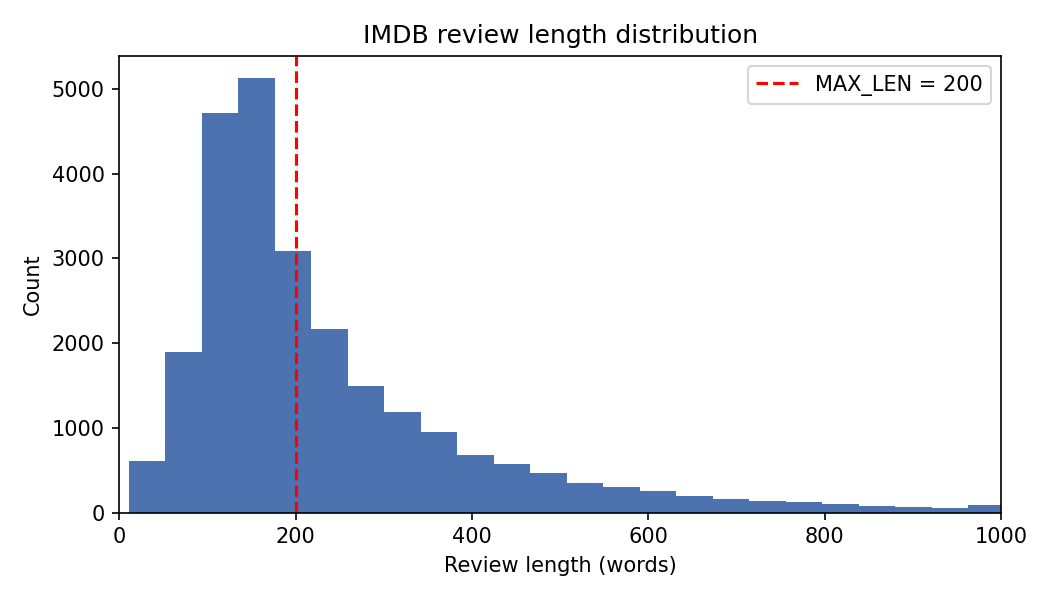 IMDB review length distribution
MAX_LEN = 200
Count
5000
4000
3000
2000
1000
0
0 200 400 600 800 1000
Review length (words)